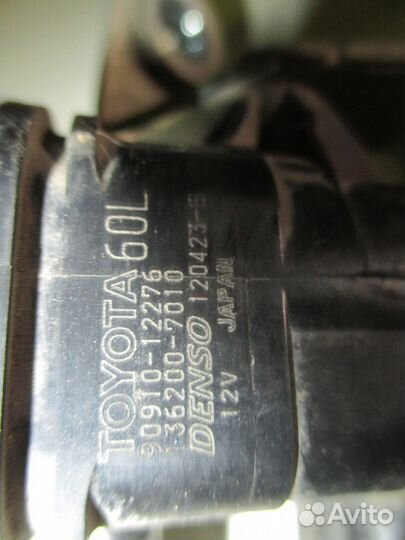 TOYOTA 60L
90910-12276
136200-7010
DENSO 120423-5
12V JAPAN
Avito